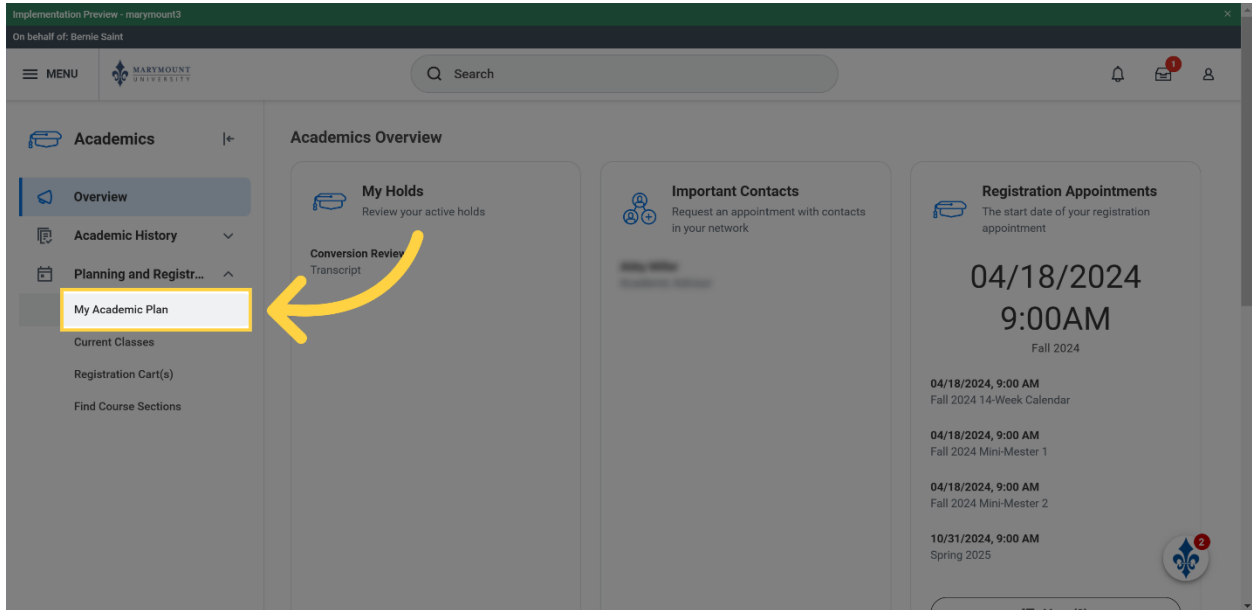 Implementation Preview - marymount3
On behalf of: Bernie Saint
MENU
MARYMOUNT
UNIVERSITY
Search
1
Academics
Overview
Academic History
Planning and Registr...
My Academic Plan
Current Classes
Registration Cart(s)
Find Course Sections
Academics Overview
My Holds
Review your active holds
Conversion Review
Transcript
Important Contacts
Request an appointment with contacts
in your network
Registration Appointments
The start date of your registration
appointment
04/18/2024
9:00AM
Fall 2024
04/18/2024, 9:00 AM
Fall 2024 14-Week Calendar
04/18/2024, 9:00 AM
Fall 2024 Mini-Mester 1
04/18/2024, 9:00 AM
Fall 2024 Mini-Mester 2
10/31/2024, 9:00 AM
Spring 2025
2